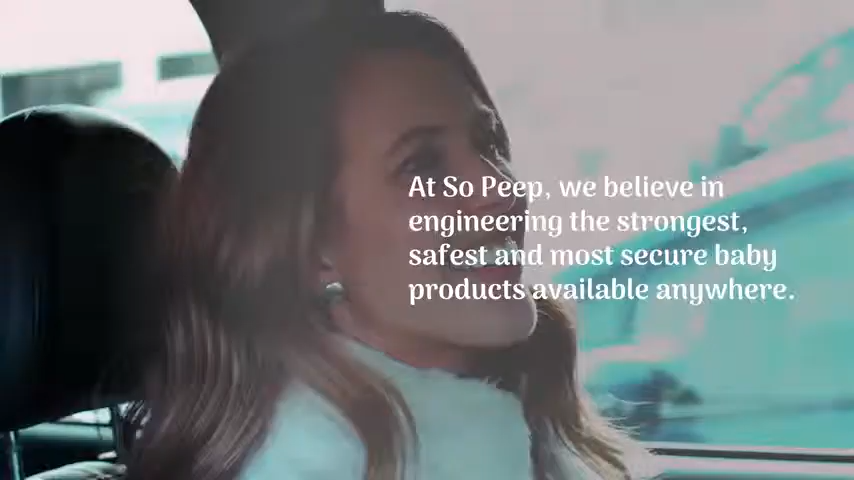 At So Peep, we believe in
engineering the strongest,
safest and most secure baby
products available anywhere.